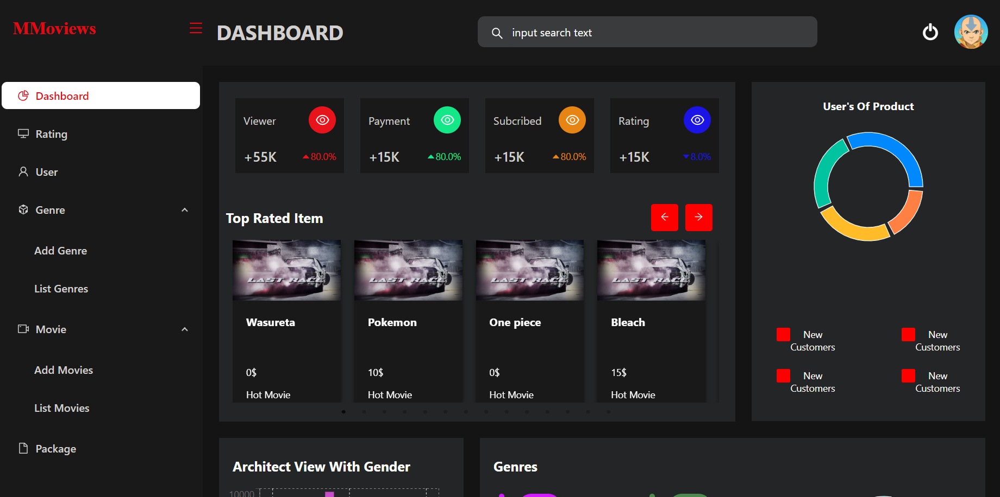 MMoviews
DASHBOARD
input search text
Dashboard
Rating
User
Genre
Add Genre
List Genres
Movie
Add Movies
List Movies
Package
Viewer
+55K
80.0%
Payment
+15K
80.0%
Subcribed
+15K
80.0%
Rating
+15K
8.0%
Top Rated Item
LAST RACE
Wasureta
0$
Hot Movie
LAST RACE
Pokemon
10$
Hot Movie
LAST RACE
One piece
0$
Hot Movie
LAST RACE
Bleach
15$
Hot Movie
User's Of Product
New
Customers
New
Customers
New
Customers
New
Customers
Architect View With Gender
10000
Genres